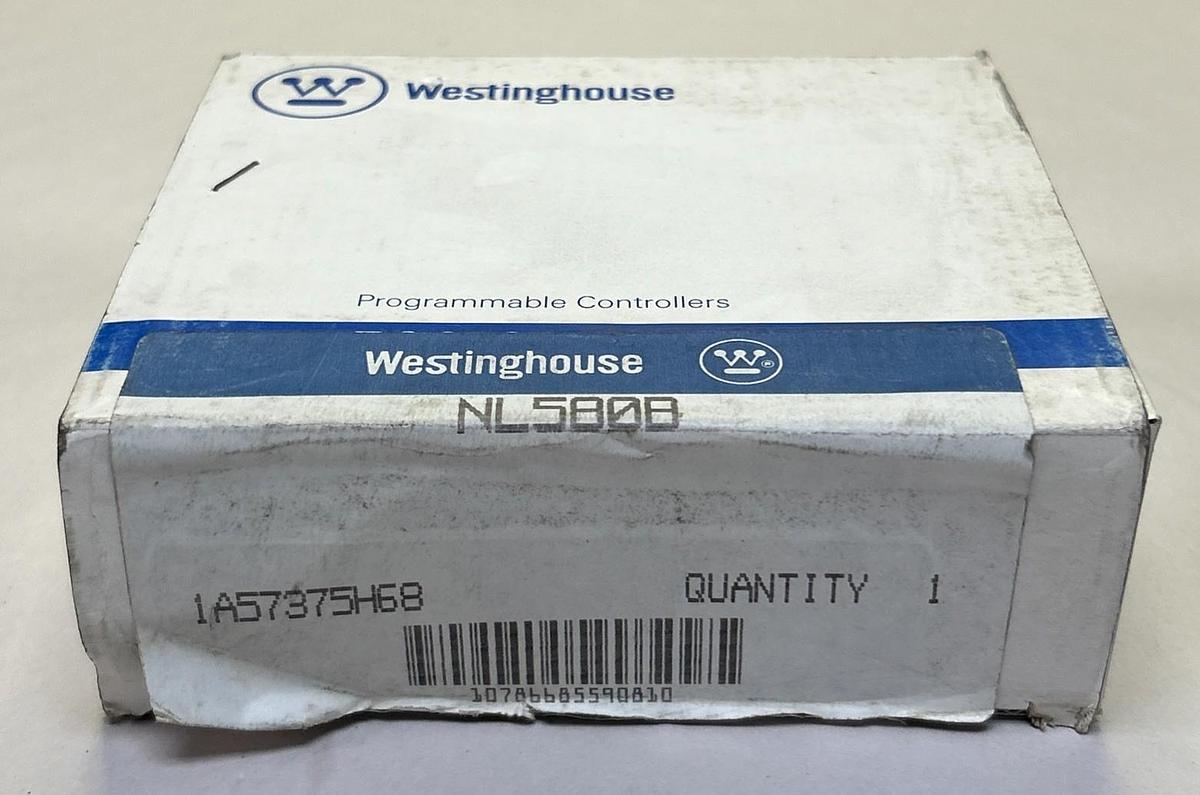 Westinghouse
Programmable Controllers
Westinghouse
NL580B
1A57375H68
QUANTITY 1
10786685590810